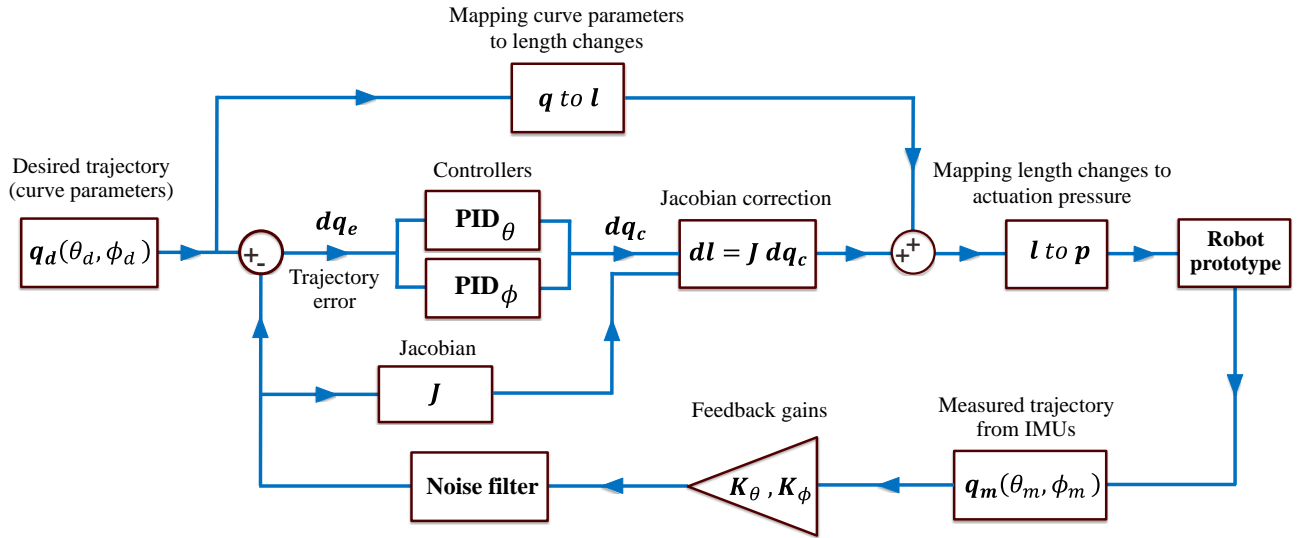 Mapping curve parameters
to length changes
q to l
Desired trajectory
(curve parameters)
q_d(θ_d, ϕ_d)
+
-
dq_e
Trajectory
error
Controllers
PID_θ
PID_ϕ
dq_c
Jacobian correction
dl = J dq_c
+
+
Mapping length changes to
actuation pressure
l to p
Robot
prototype
Jacobian
J
Feedback gains
K_θ , K_ϕ
Measured trajectory
from IMUs
q_m(θ_m, ϕ_m)
Noise filter